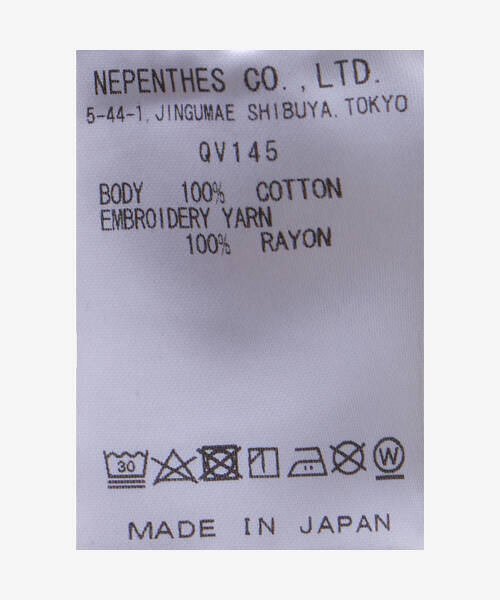 NEPENTHES CO.,LTD.
5-44-1, JINGUMAE SHIBUYA, TOKYO
QV145
BODY 100% COTTON
EMBROIDERY YARN
100% RAYON
30
W
MADE IN JAPAN